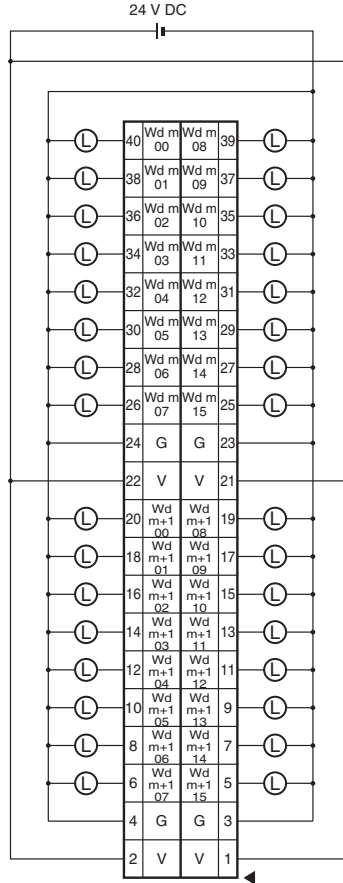 24 V DC
L 40 Wd m 00 Wd m 08 39 L
L 38 Wd m 01 Wd m 09 37 L
L 36 Wd m 02 Wd m 10 35 L
L 34 Wd m 03 Wd m 11 33 L
L 32 Wd m 04 Wd m 12 31 L
L 30 Wd m 05 Wd m 13 29 L
L 28 Wd m 06 Wd m 14 27 L
L 26 Wd m 07 Wd m 15 25 L
24 G G 23
22 V V 21
L 20 Wd m+1 00 Wd m+1 08 19 L
L 18 Wd m+1 01 Wd m+1 09 17 L
L 16 Wd m+1 02 Wd m+1 10 15 L
L 14 Wd m+1 03 Wd m+1 11 13 L
L 12 Wd m+1 04 Wd m+1 12 11 L
L 10 Wd m+1 05 Wd m+1 13 9 L
L 8 Wd m+1 06 Wd m+1 14 7 L
L 6 Wd m+1 07 Wd m+1 15 5 L
4 G G 3
2 V V 1